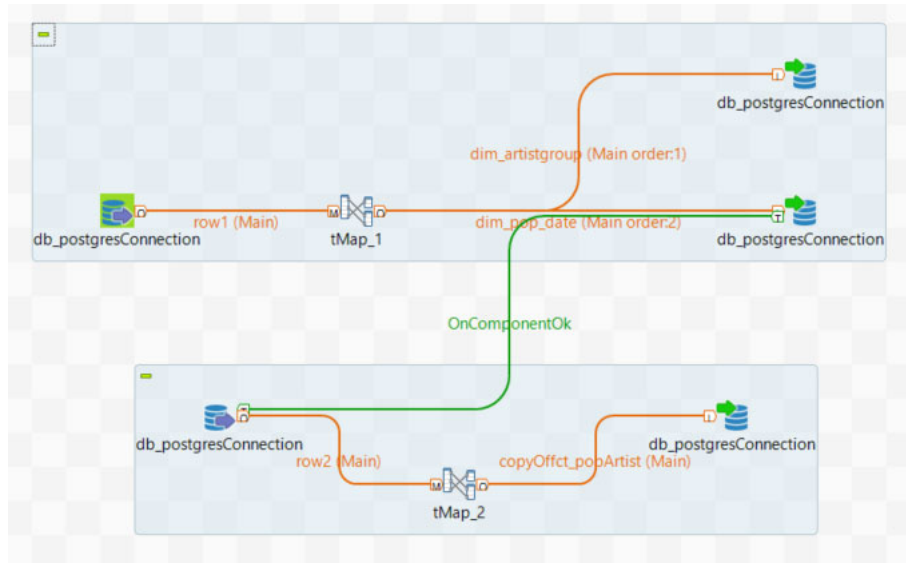 db_postgresConnection
dim_artistgroup (Main order:1)
row1 (Main)
dim_pop_date (Main order:2)
db_postgresConnection
tMap_1
db_postgresConnection
OnComponentOk
db_postgresConnection
db_postgresConnection
row2 (Main)
copyOffct_popArtist (Main)
tMap_2